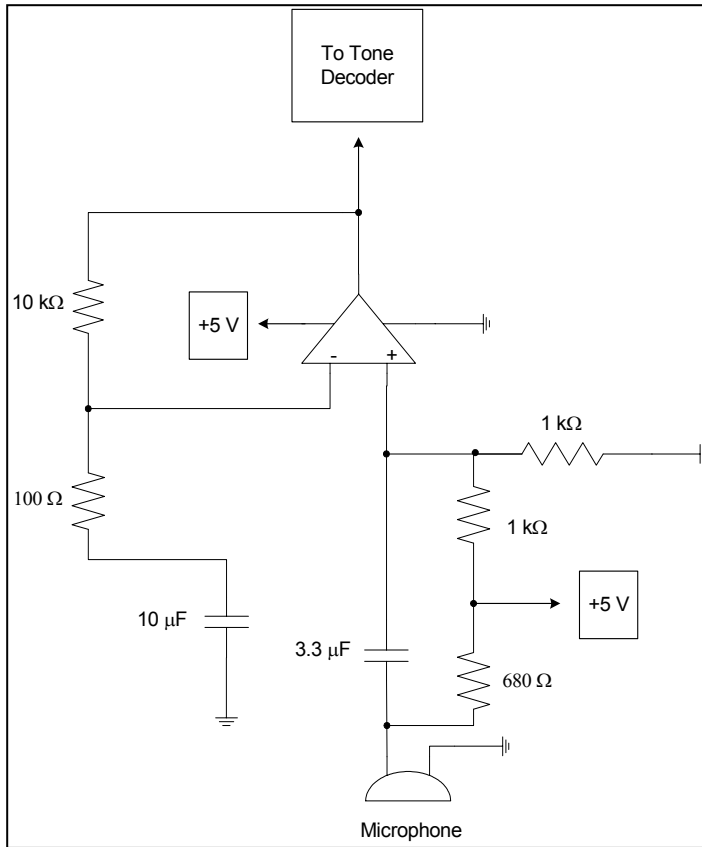 To Tone
Decoder
10 kΩ
+5 V
-
+
1 kΩ
100 Ω
1 kΩ
10 μF
3.3 μF
+5 V
680 Ω
Microphone